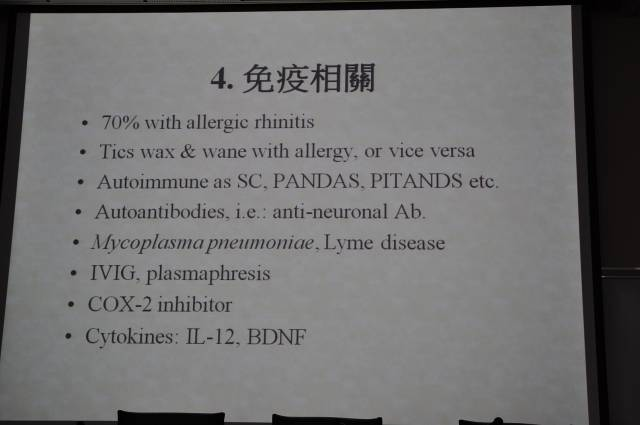 4. 免疫相關
• 70% with allergic rhinitis
• Tics wax & wane with allergy, or vice versa
• Autoimmune as SC, PANDAS, PITANDS etc.
• Autoantibodies, i.e.: anti-neuronal Ab.
• Mycoplasma pneumoniae, Lyme disease
• IVIG, plasmaphresis
• COX-2 inhibitor
• Cytokines: IL-12, BDNF